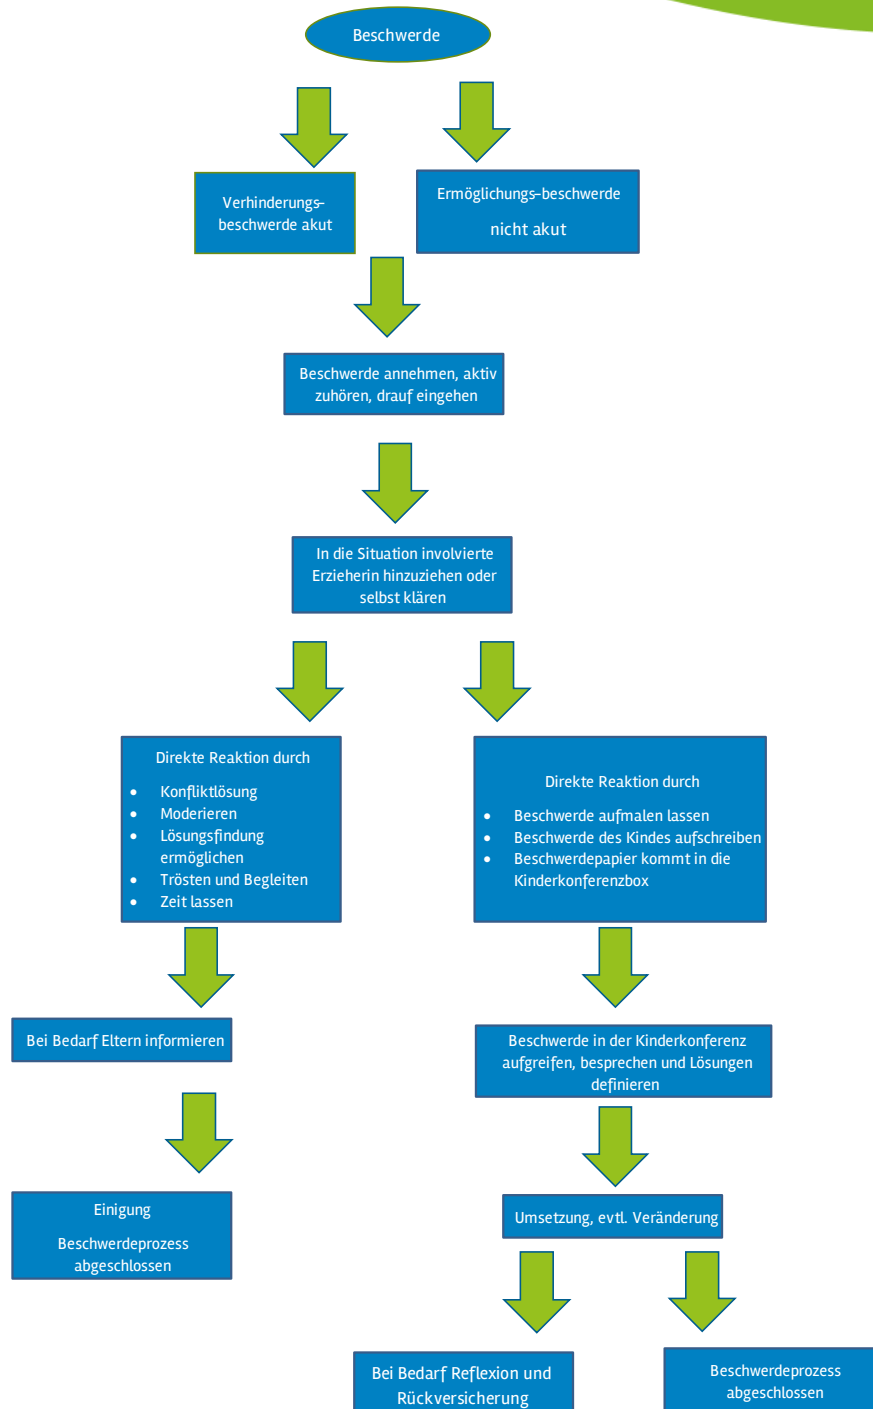 Beschwerde
Verhinderungs-
beschwerde akut
Ermöglichungs-beschwerde
nicht akut
Beschwerde annehmen, aktiv
zuhören, drauf eingehen
In die Situation involvierte
Erzieherin hinzuziehen oder
selbst klären
Direkte Reaktion durch
• Konfliktlösung
• Moderieren
• Lösungsfindung
ermöglichen
• Trösten und Begleiten
• Zeit lassen
Direkte Reaktion durch
• Beschwerde aufmalen lassen
• Beschwerde des Kindes aufschreiben
• Beschwerdepapier kommt in die
Kinderkonferenzbox
Bei Bedarf Eltern informieren
Beschwerde in der Kinderkonferenz
aufgreifen, besprechen und Lösungen
definieren
Einigung
Beschwerdeprozess
abgeschlossen
Umsetzung, evtl. Veränderung
Bei Bedarf Reflexion und
Rückversicherung
Beschwerdeprozess
abgeschlossen